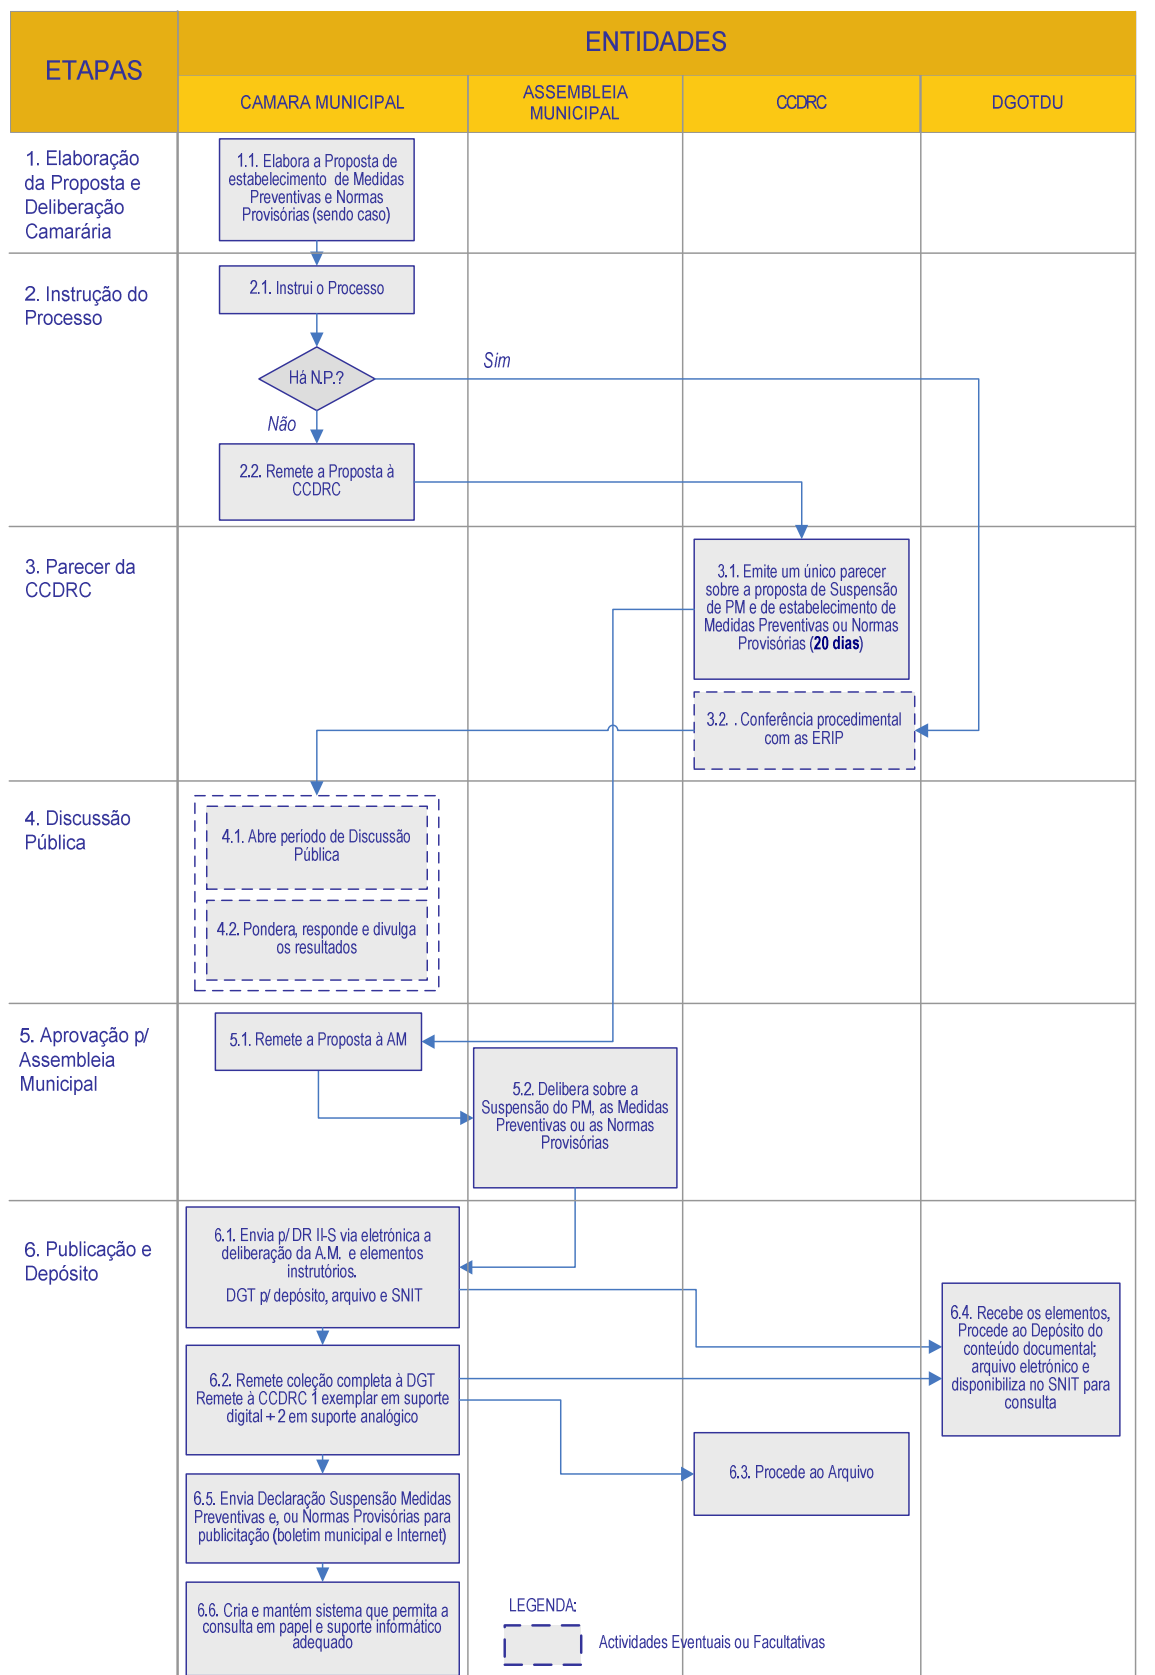 ETAPAS
ENTIDADES
CAMARA MUNICIPAL
ASSEMBLEIA
MUNICIPAL
CCDRC
DGOTDU
1. Elaboração
da Proposta e
Deliberação
Camarária
1.1. Elabora a Proposta de
estabelecimento de Medidas
Preventivas e Normas
Provisórias (sendo caso)
2. Instrução do
Processo
2.1. Instrui o Processo
Há N.P.?
Sim
Não
2.2. Remete a Proposta à
CCDRC
3. Parecer da
CCDRC
3.1. Emite um único parecer
sobre a proposta de Suspensão
de PM e de estabelecimento de
Medidas Preventivas ou Normas
Provisórias (20 dias)
3.2. . Conferência procedimental
com as ERIP
4. Discussão
Pública
4.1. Abre período de Discussão
Pública
4.2. Pondera, responde e divulga
os resultados
5. Aprovação p/
Assembleia
Municipal
5.1. Remete a Proposta à AM
5.2. Delibera sobre a
Suspensão do PM, as Medidas
Preventivas ou as Normas
Provisórias
6. Publicação e
Depósito
6.1. Envia p/ DR II-S via eletrónica a
deliberação da A.M. e elementos
instrutórios.
DGT p/ depósito, arquivo e SNIT
6.4. Recebe os elementos,
Procede ao Depósito do
conteúdo documental;
arquivo eletrónico e
disponibiliza no SNIT para
consulta
6.2. Remete coleção completa à DGT
Remete à CCDRC 1 exemplar em suporte
digital + 2 em suporte analógico
6.3. Procede ao Arquivo
6.5. Envia Declaração Suspensão Medidas
Preventivas e, ou Normas Provisórias para
publicitação (boletim municipal e Internet)
6.6. Cria e mantém sistema que permita a
consulta em papel e suporte informático
adequado
LEGENDA:
Actividades Eventuais ou Facultativas